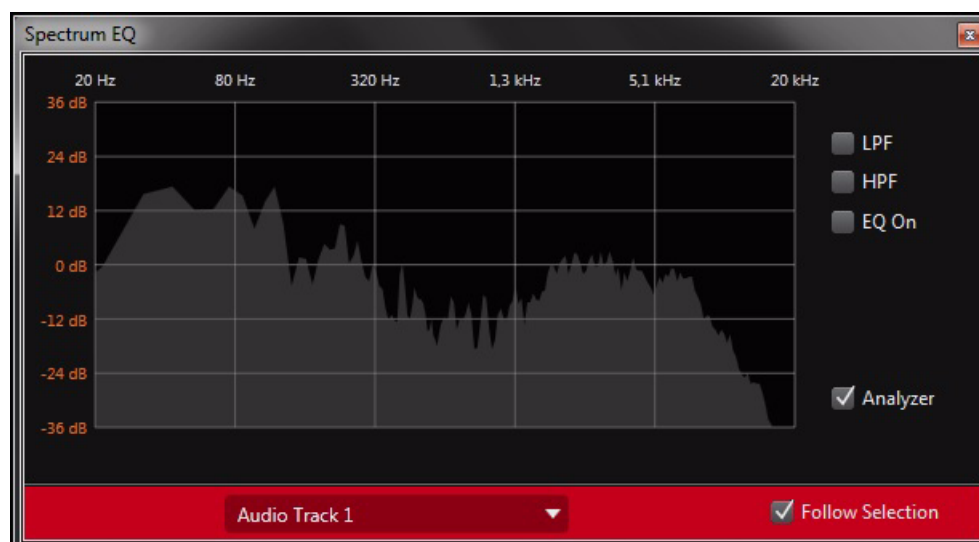 Spectrum EQ
20 Hz 80 Hz 320 Hz 1,3 kHz 5,1 kHz 20 kHz
36 dB
24 dB
12 dB
0 dB
-12 dB
-24 dB
-36 dB
LPF
HPF
EQ On
Analyzer
Audio Track 1
Follow Selection